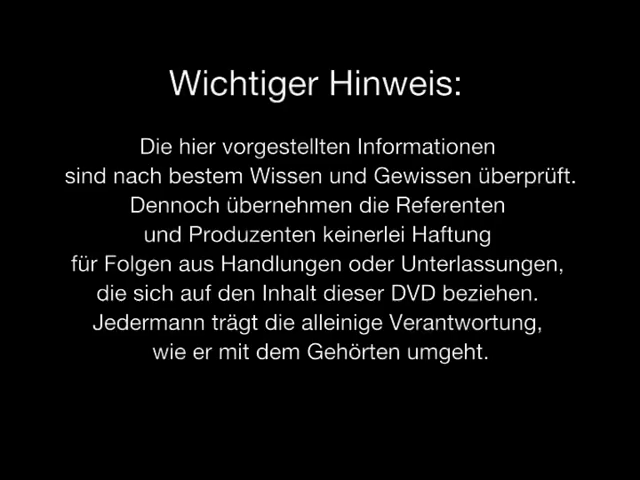 Wichtiger Hinweis:
Die hier vorgestellten Informationen
sind nach bestem Wissen und Gewissen überprüft.
Dennoch übernehmen die Referenten
und Produzenten keinerlei Haftung
für Folgen aus Handlungen oder Unterlassungen,
die sich auf den Inhalt dieser DVD beziehen.
Jedermann trägt die alleinige Verantwortung,
wie er mit dem Gehörten umgeht.